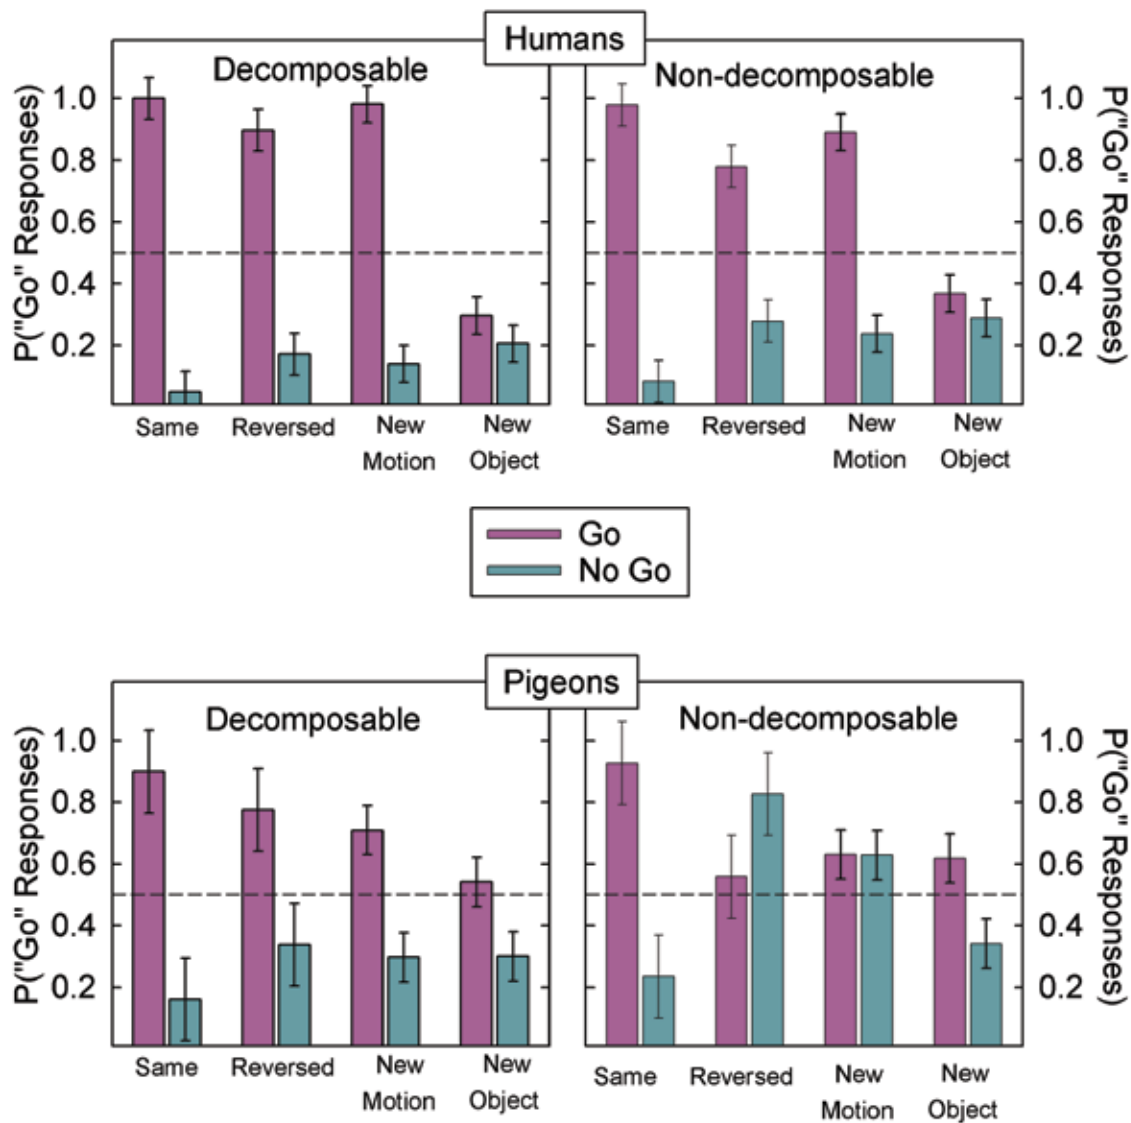 Humans
Decomposable
Non-decomposable
P("Go" Responses)
1.0
0.8
0.6
0.4
0.2
1.0
0.8
0.6
0.4
0.2
P("Go" Responses)
Same
Reversed
New
Motion
New
Object
Same
Reversed
New
Motion
New
Object
Go
No Go
Pigeons
Decomposable
Non-decomposable
P("Go" Responses)
1.0
0.8
0.6
0.4
0.2
1.0
0.8
0.6
0.4
0.2
P("Go" Responses)
Same
Reversed
New
Motion
New
Object
Same
Reversed
New
Motion
New
Object